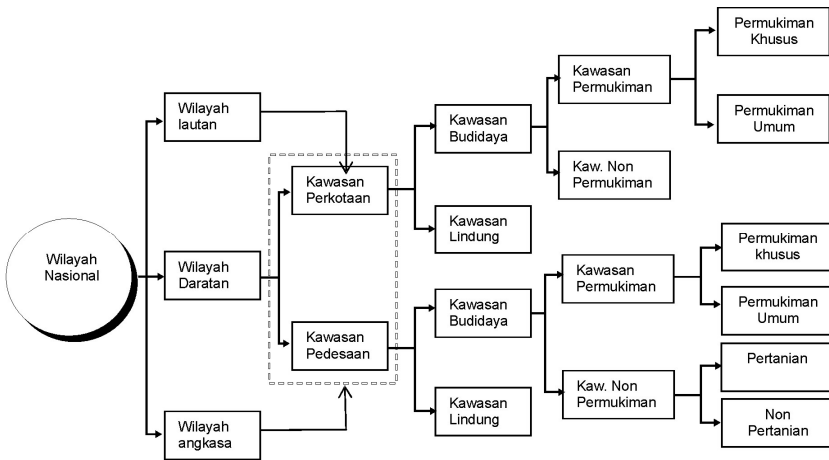 Wilayah
Nasional
Wilayah
lautan
Wilayah
Daratan
Wilayah
angkasa
Kawasan
Perkotaan
Kawasan
Pedesaan
Kawasan
Budidaya
Kawasan
Lindung
Kawasan
Budidaya
Kawasan
Lindung
Kawasan
Permukiman
Kaw. Non
Permukiman
Kawasan
Permukiman
Kaw. Non
Permukiman
Permukiman
Khusus
Permukiman
Umum
Permukiman
khusus
Permukiman
Umum
Pertanian
Non
Pertanian